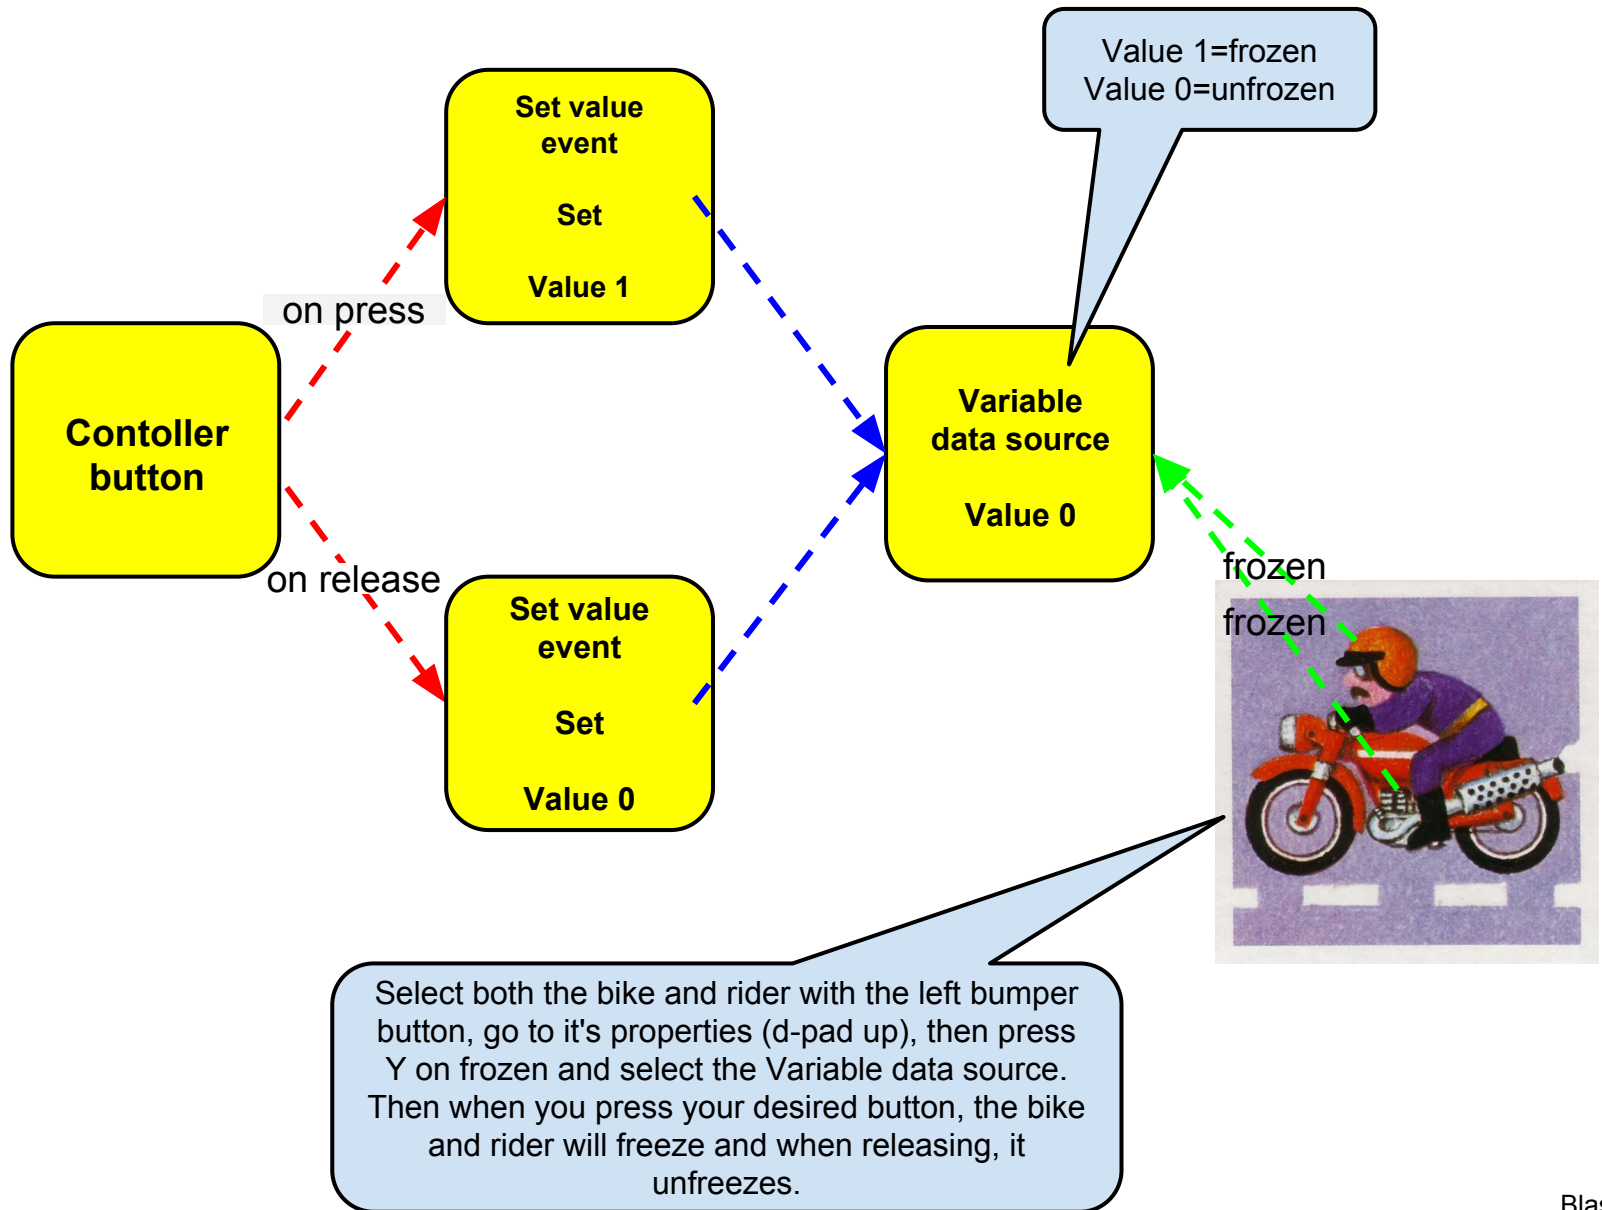 Value 1=frozen
Value 0=unfrozen
Set value
event
Set
Value 1
on press
Contoller
button
Variable
data source
Value 0
on release
frozen
frozen
Set value
event
Set
Value 0
Select both the bike and rider with the left bumper
button, go to it's properties (d-pad up), then press
Y on frozen and select the Variable data source.
Then when you press your desired button, the bike
and rider will freeze and when releasing, it
unfreezes.
Blas